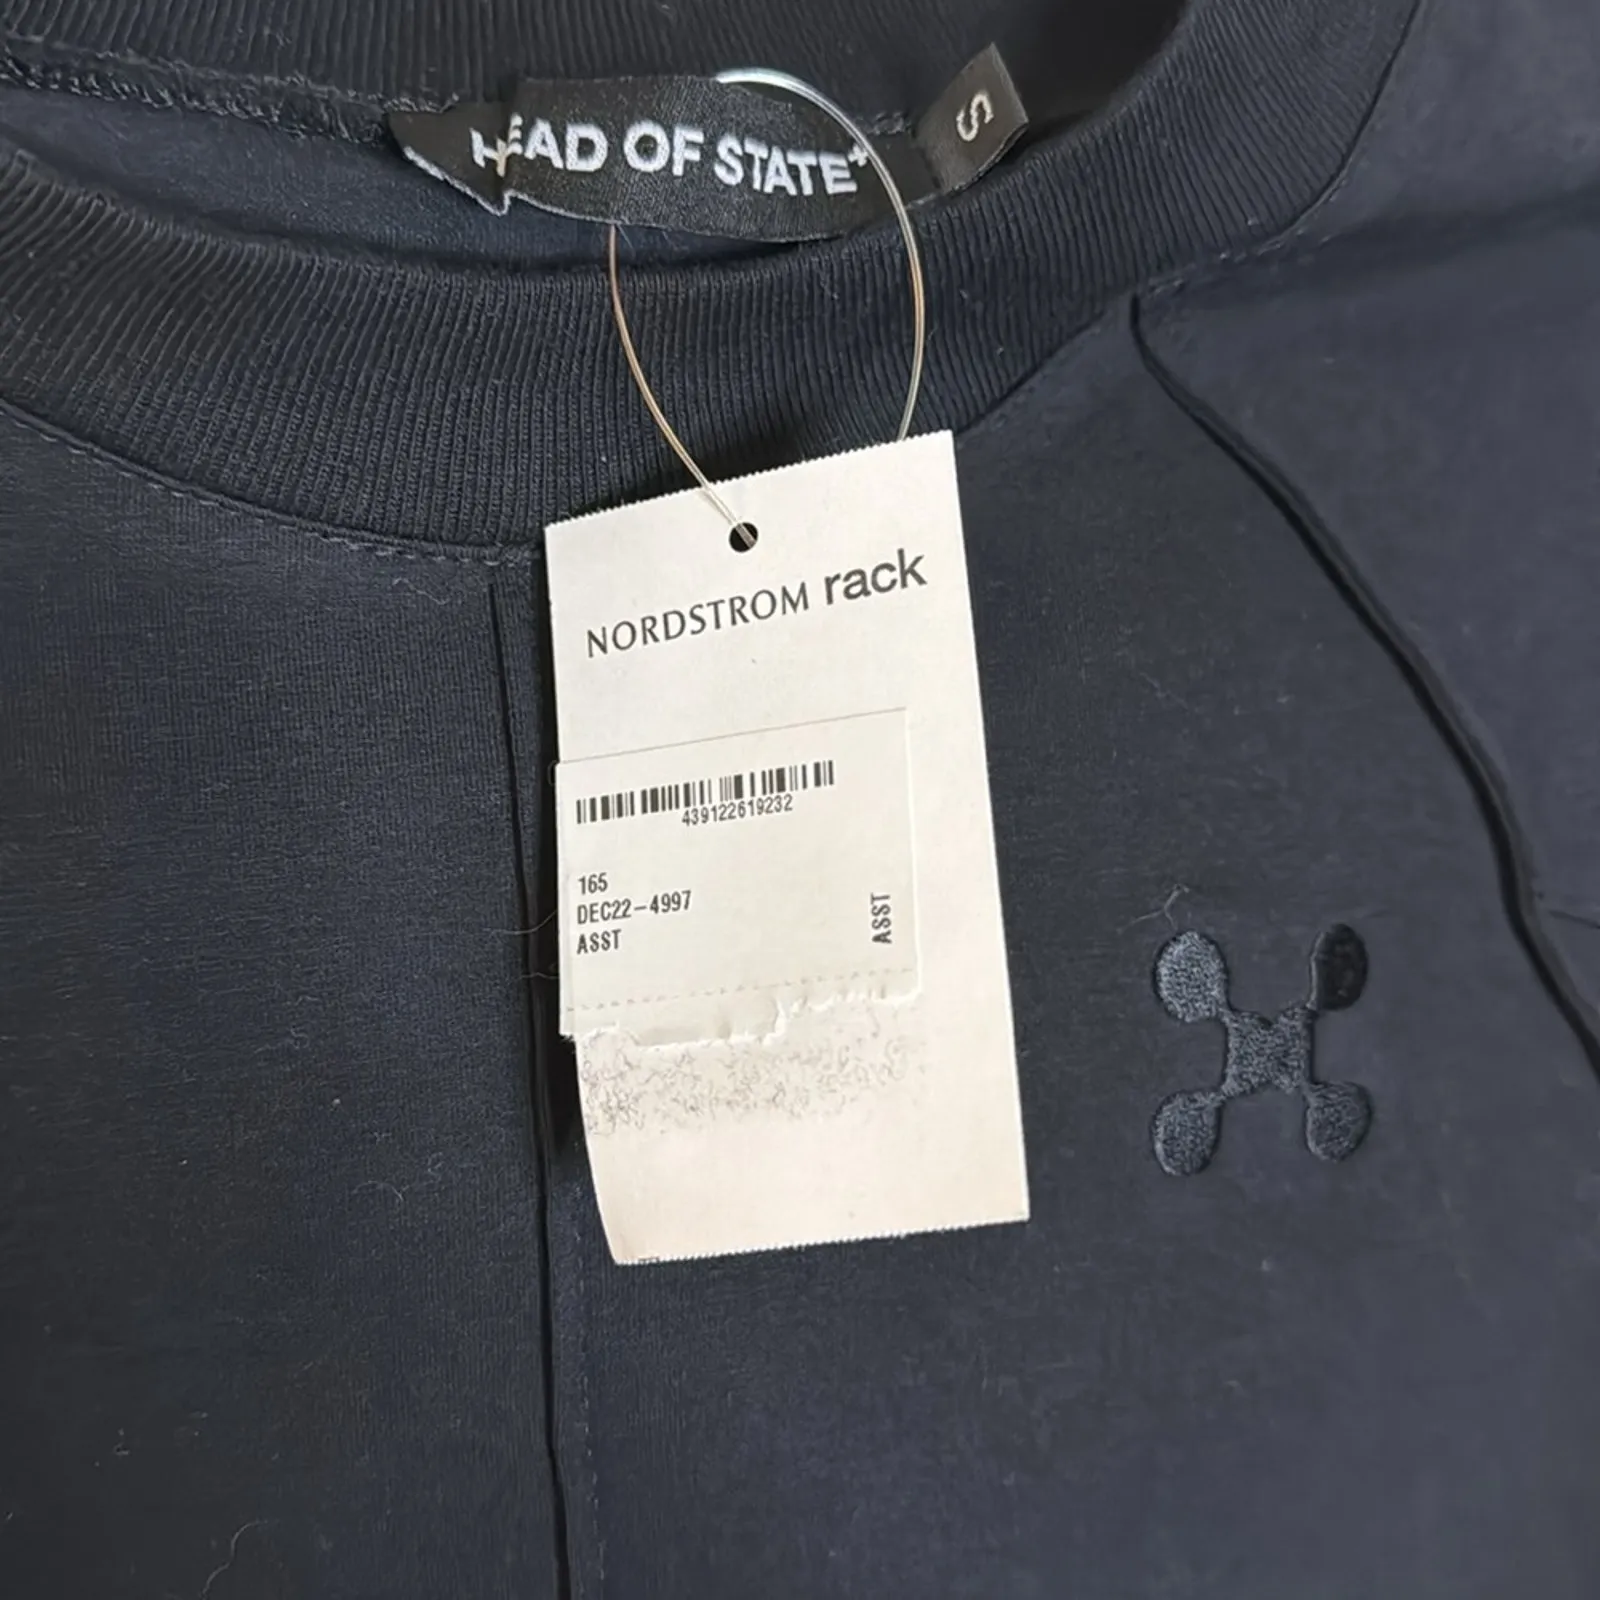 HEAD OF STATE+
S
NORDSTROM rack
439122619232
165
DEC22-4997
ASST
ASST